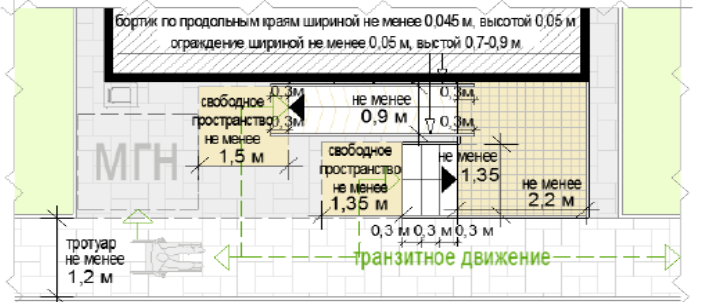 бортик по продольным краям шириной не менее 0,045 м, высотой 0,05 м
ограждение шириной не менее 0,05 м, выстой 0,7-0,9 м
0,3м
0,3м
свободное
пространство
не менее
1,5 м
0,3м
0,3м
не менее
0,9 м
МГН
свободное
пространство
не менее
1,35 м
не менее
1,35
не менее
2,2 м
0,3 м 0,3 м 0,3 м
тротуар
не менее
1,2 м
транзитное движение